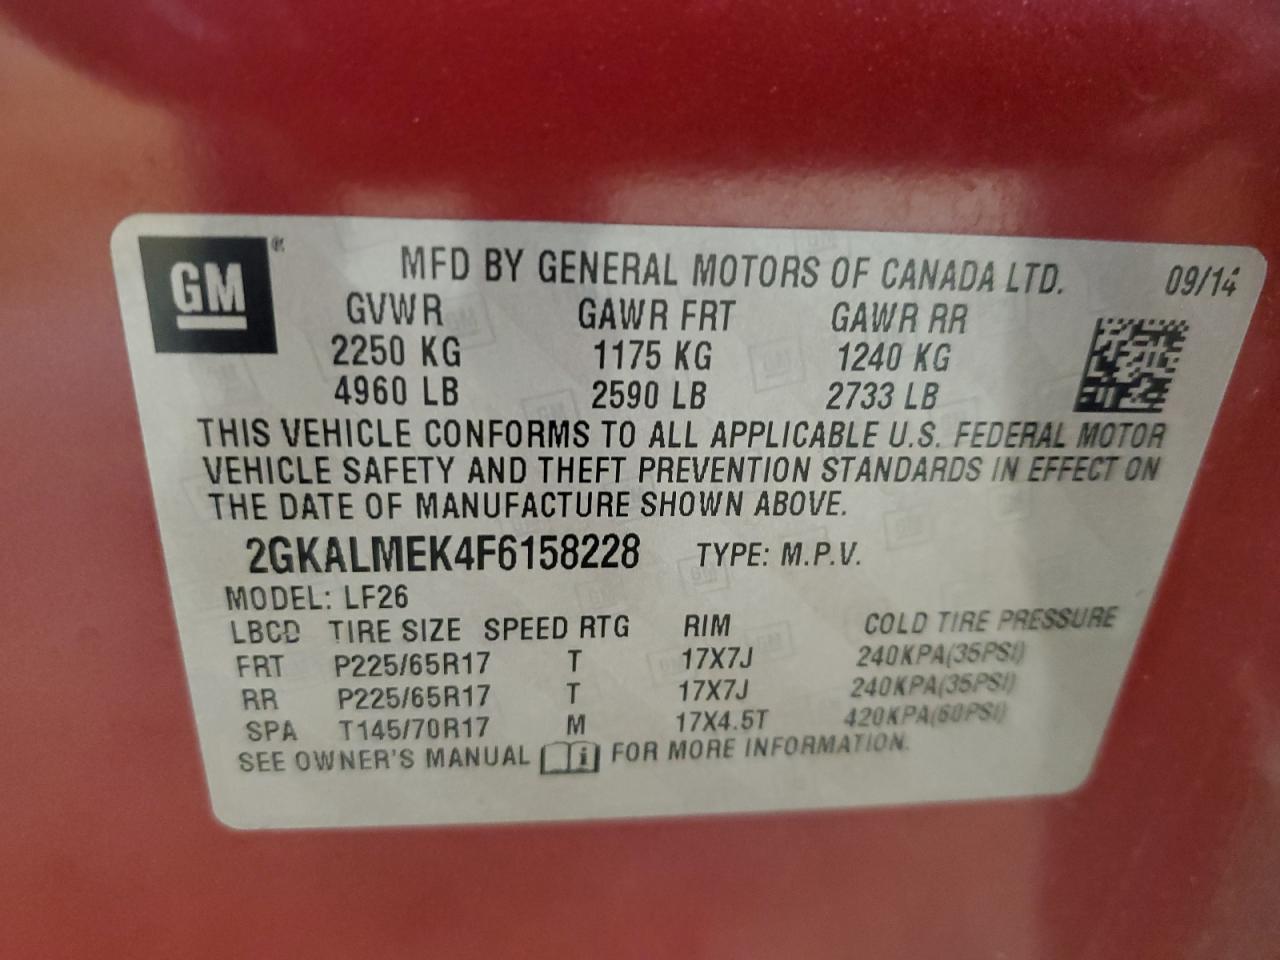 GM ®
MFD BY GENERAL MOTORS OF CANADA LTD. 09/14
GVWR GAWR FRT GAWR RR
2250 KG 1175 KG 1240 KG
4960 LB 2590 LB 2733 LB
THIS VEHICLE CONFORMS TO ALL APPLICABLE U.S. FEDERAL MOTOR
VEHICLE SAFETY AND THEFT PREVENTION STANDARDS IN EFFECT ON
THE DATE OF MANUFACTURE SHOWN ABOVE.
2GKALMEK4F6158228 TYPE: M.P.V.
MODEL: LF26
LBCD TIRE SIZE SPEED RTG RIM COLD TIRE PRESSURE
FRT P225/65R17 T 17X7J 240KPA(35PSI)
RR P225/65R17 T 17X7J 240KPA(35PSI)
SPA T145/70R17 M 17X4.5T 420KPA(60PSI)
SEE OWNER'S MANUAL i FOR MORE INFORMATION.